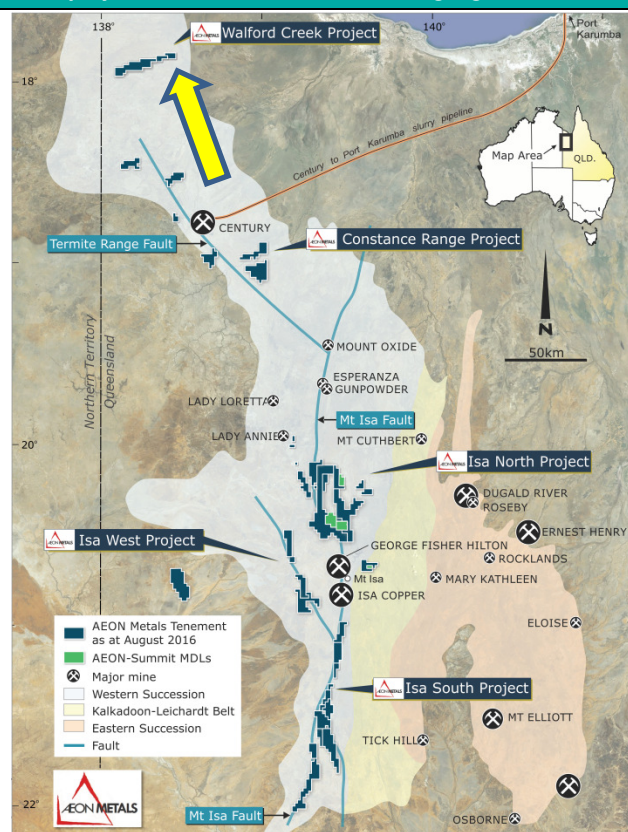 138
140
Port
Karumba
AEON METALS
Walford Creek Project
18
Century to Port Karumba slurry pipeline
Map Area
QLD.
CENTURY
Termite Range Fault
AEON METALS
Constance Range Project
N
50km
Northern Territory
Queensland
MOUNT OXIDE
ESPERANZA
GUNPOWDER
LADY LORETTA
Mt Isa Fault
LADY ANNIE
MT CUTHBERT
20
AEON METALS
Isa North Project
DUGALD RIVER
ROSEBY
ERNEST HENRY
AEON METALS
Isa West Project
GEORGE FISHER HILTON
ROCKLANDS
Mt Isa
MARY KATHLEEN
ISA COPPER
ELOISE
AEON Metals Tenement
as at August 2016
AEON-Summit MDLs
Major mine
Western Succession
Kalkadoon-Leichardt Belt
Eastern Succession
Fault
AEON METALS
Isa South Project
MT ELLIOTT
TICK HILL
AEON METALS
22
Mt Isa Fault
OSBORNE